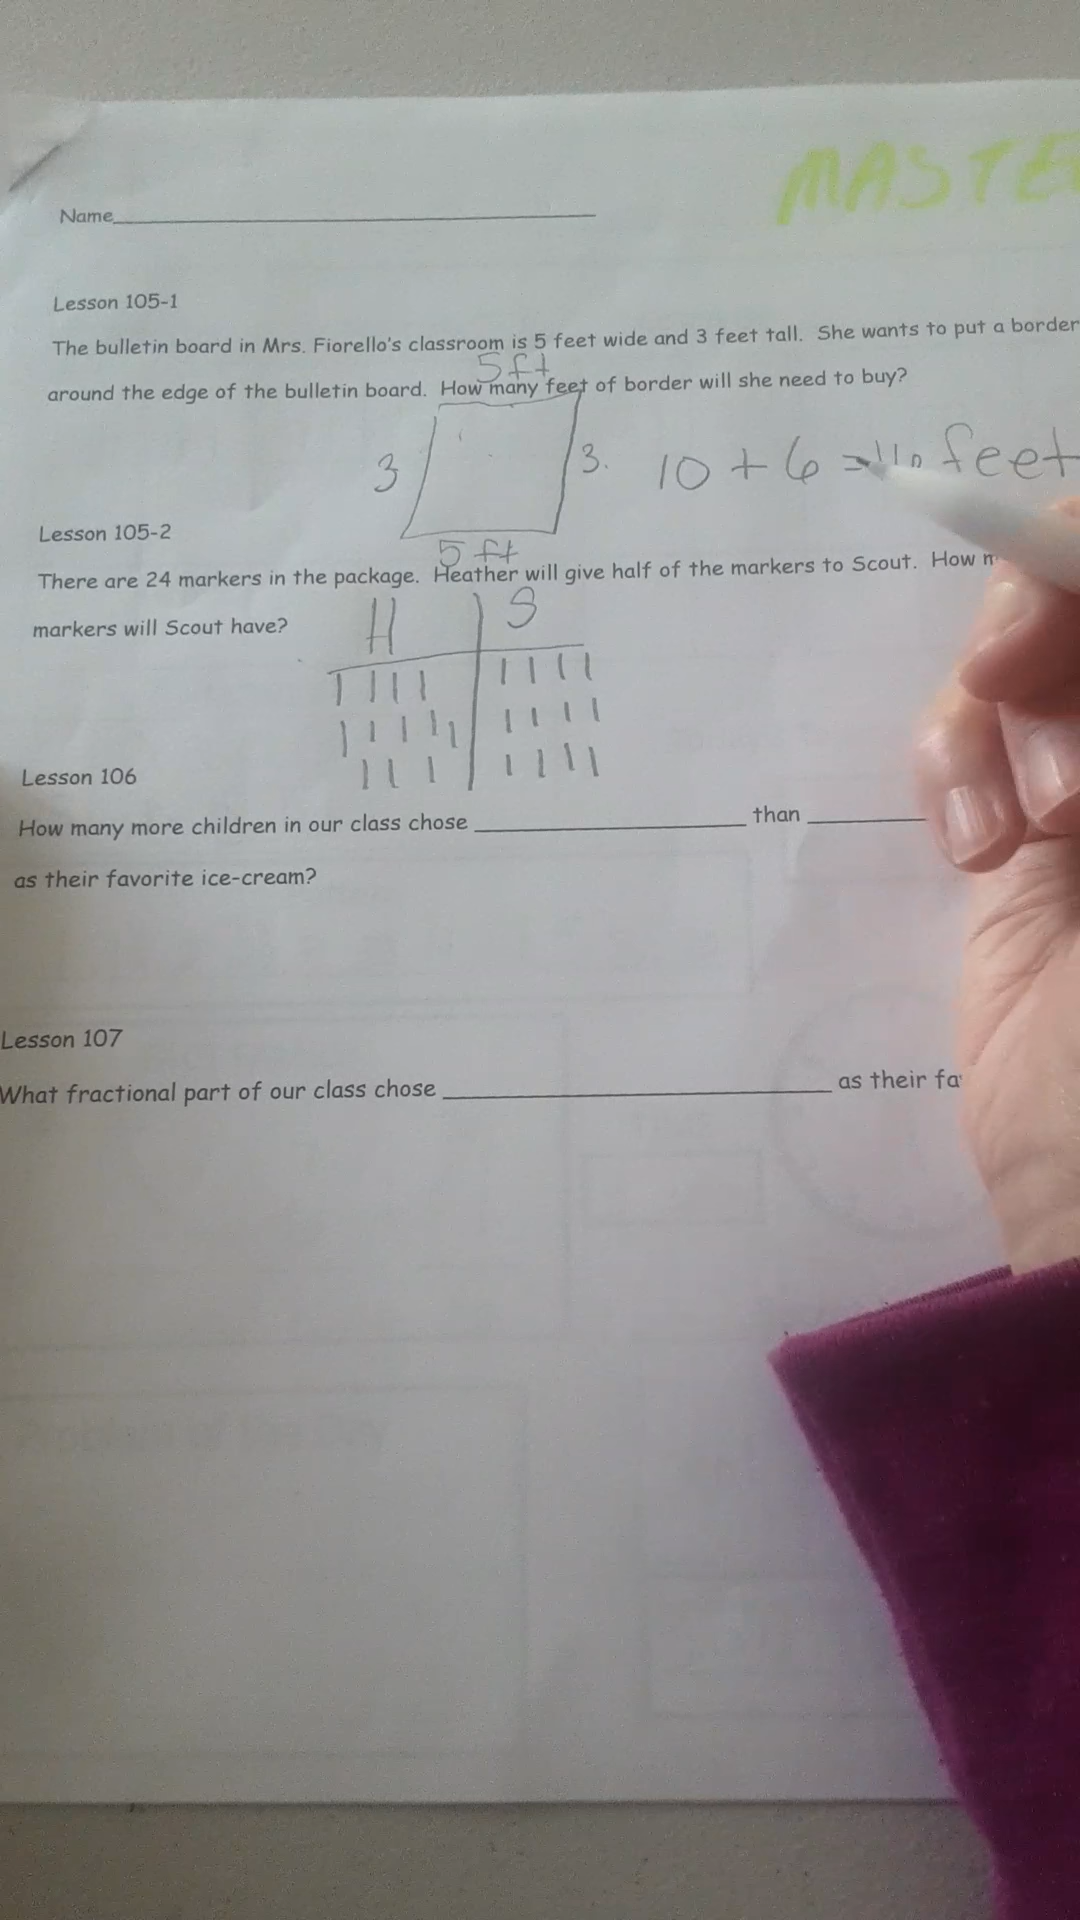 MASTE
Name
Lesson 105-1
The bulletin board in Mrs. Fiorello's classroom is 5 feet wide and 3 feet tall. She wants to put a border
5 ft
around the edge of the bulletin board. How many feet of border will she need to buy?
3 3. 10 + 6 = feet
Lesson 105-2
5 ft
There are 24 markers in the package. Heather will give half of the markers to Scout. How
markers will Scout have?
H S
Lesson 106
How many more children in our class chose than
as their favorite ice-cream?
Lesson 107
What fractional part of our class chose as their fa